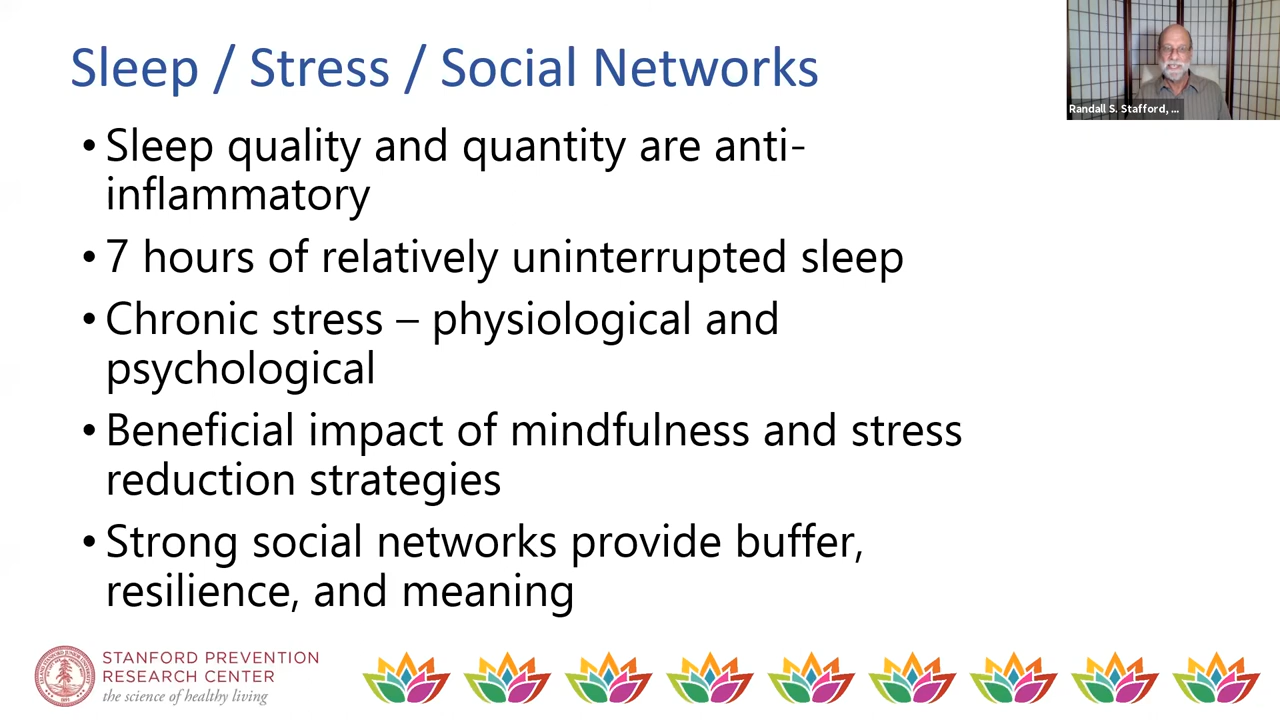 Sleep / Stress / Social Networks
Randall S. Stafford, ...
• Sleep quality and quantity are anti-
inflammatory
• 7 hours of relatively uninterrupted sleep
• Chronic stress – physiological and
psychological
• Beneficial impact of mindfulness and stress
reduction strategies
• Strong social networks provide buffer,
resilience, and meaning
STANFORD PREVENTION
RESEARCH CENTER
the science of healthy living